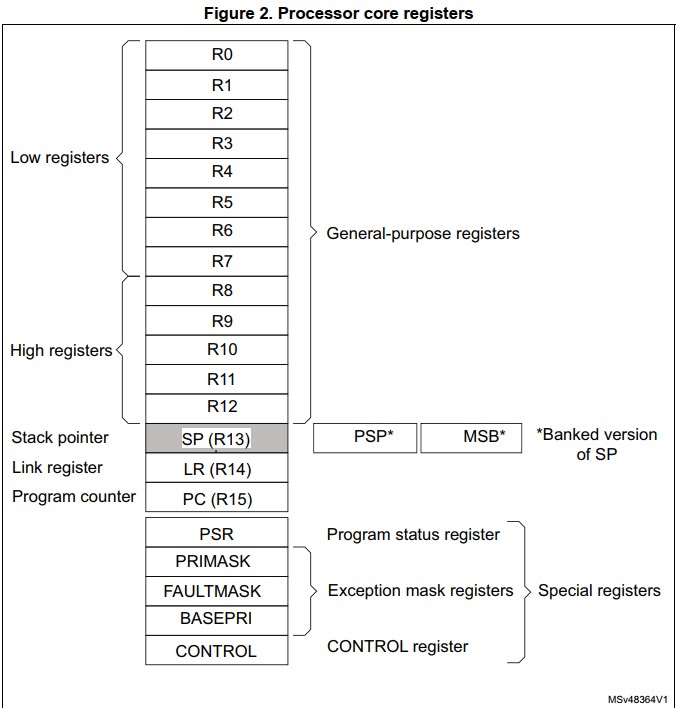 Figure 2. Processor core registers
R0
R1
R2
R3
Low registers
R4
R5
R6
General-purpose registers
R7
R8
R9
High registers
R10
R11
R12
Stack pointer SP (R13) PSP* MSB* *Banked version
of SP
Link register LR (R14)
Program counter PC (R15)
PSR Program status register
PRIMASK
FAULTMASK Exception mask registers Special registers
BASEPRI
CONTROL CONTROL register
MSv48364V1